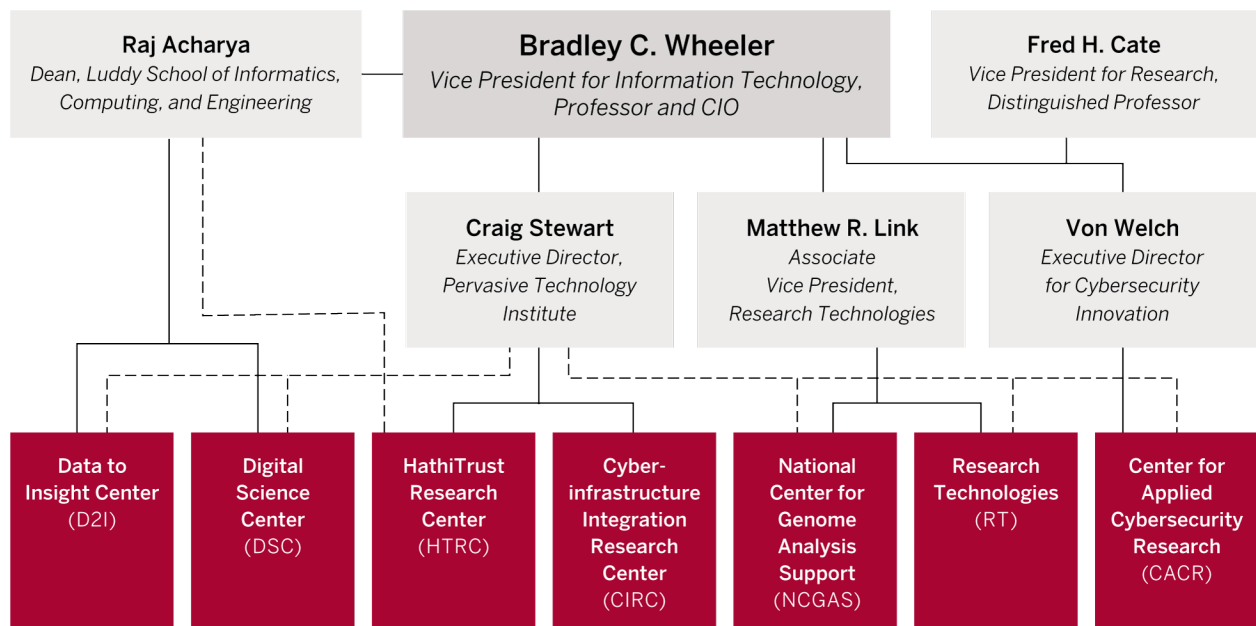 Raj Acharya
Dean, Luddy School of Informatics,
Computing, and Engineering
Bradley C. Wheeler
Vice President for Information Technology,
Professor and CIO
Fred H. Cate
Vice President for Research,
Distinguished Professor
Craig Stewart
Executive Director,
Pervasive Technology
Institute
Matthew R. Link
Associate
Vice President,
Research Technologies
Von Welch
Executive Director
for Cybersecurity
Innovation
Data to
Insight Center
(D2I)
Digital
Science
Center
(DSC)
HathiTrust
Research
Center
(HTRC)
Cyber-
infrastructure
Integration
Research
Center
(CIRC)
National
Center for
Genome
Analysis
Support
(NCGAS)
Research
Technologies
(RT)
Center for
Applied
Cybersecurity
Research
(CACR)